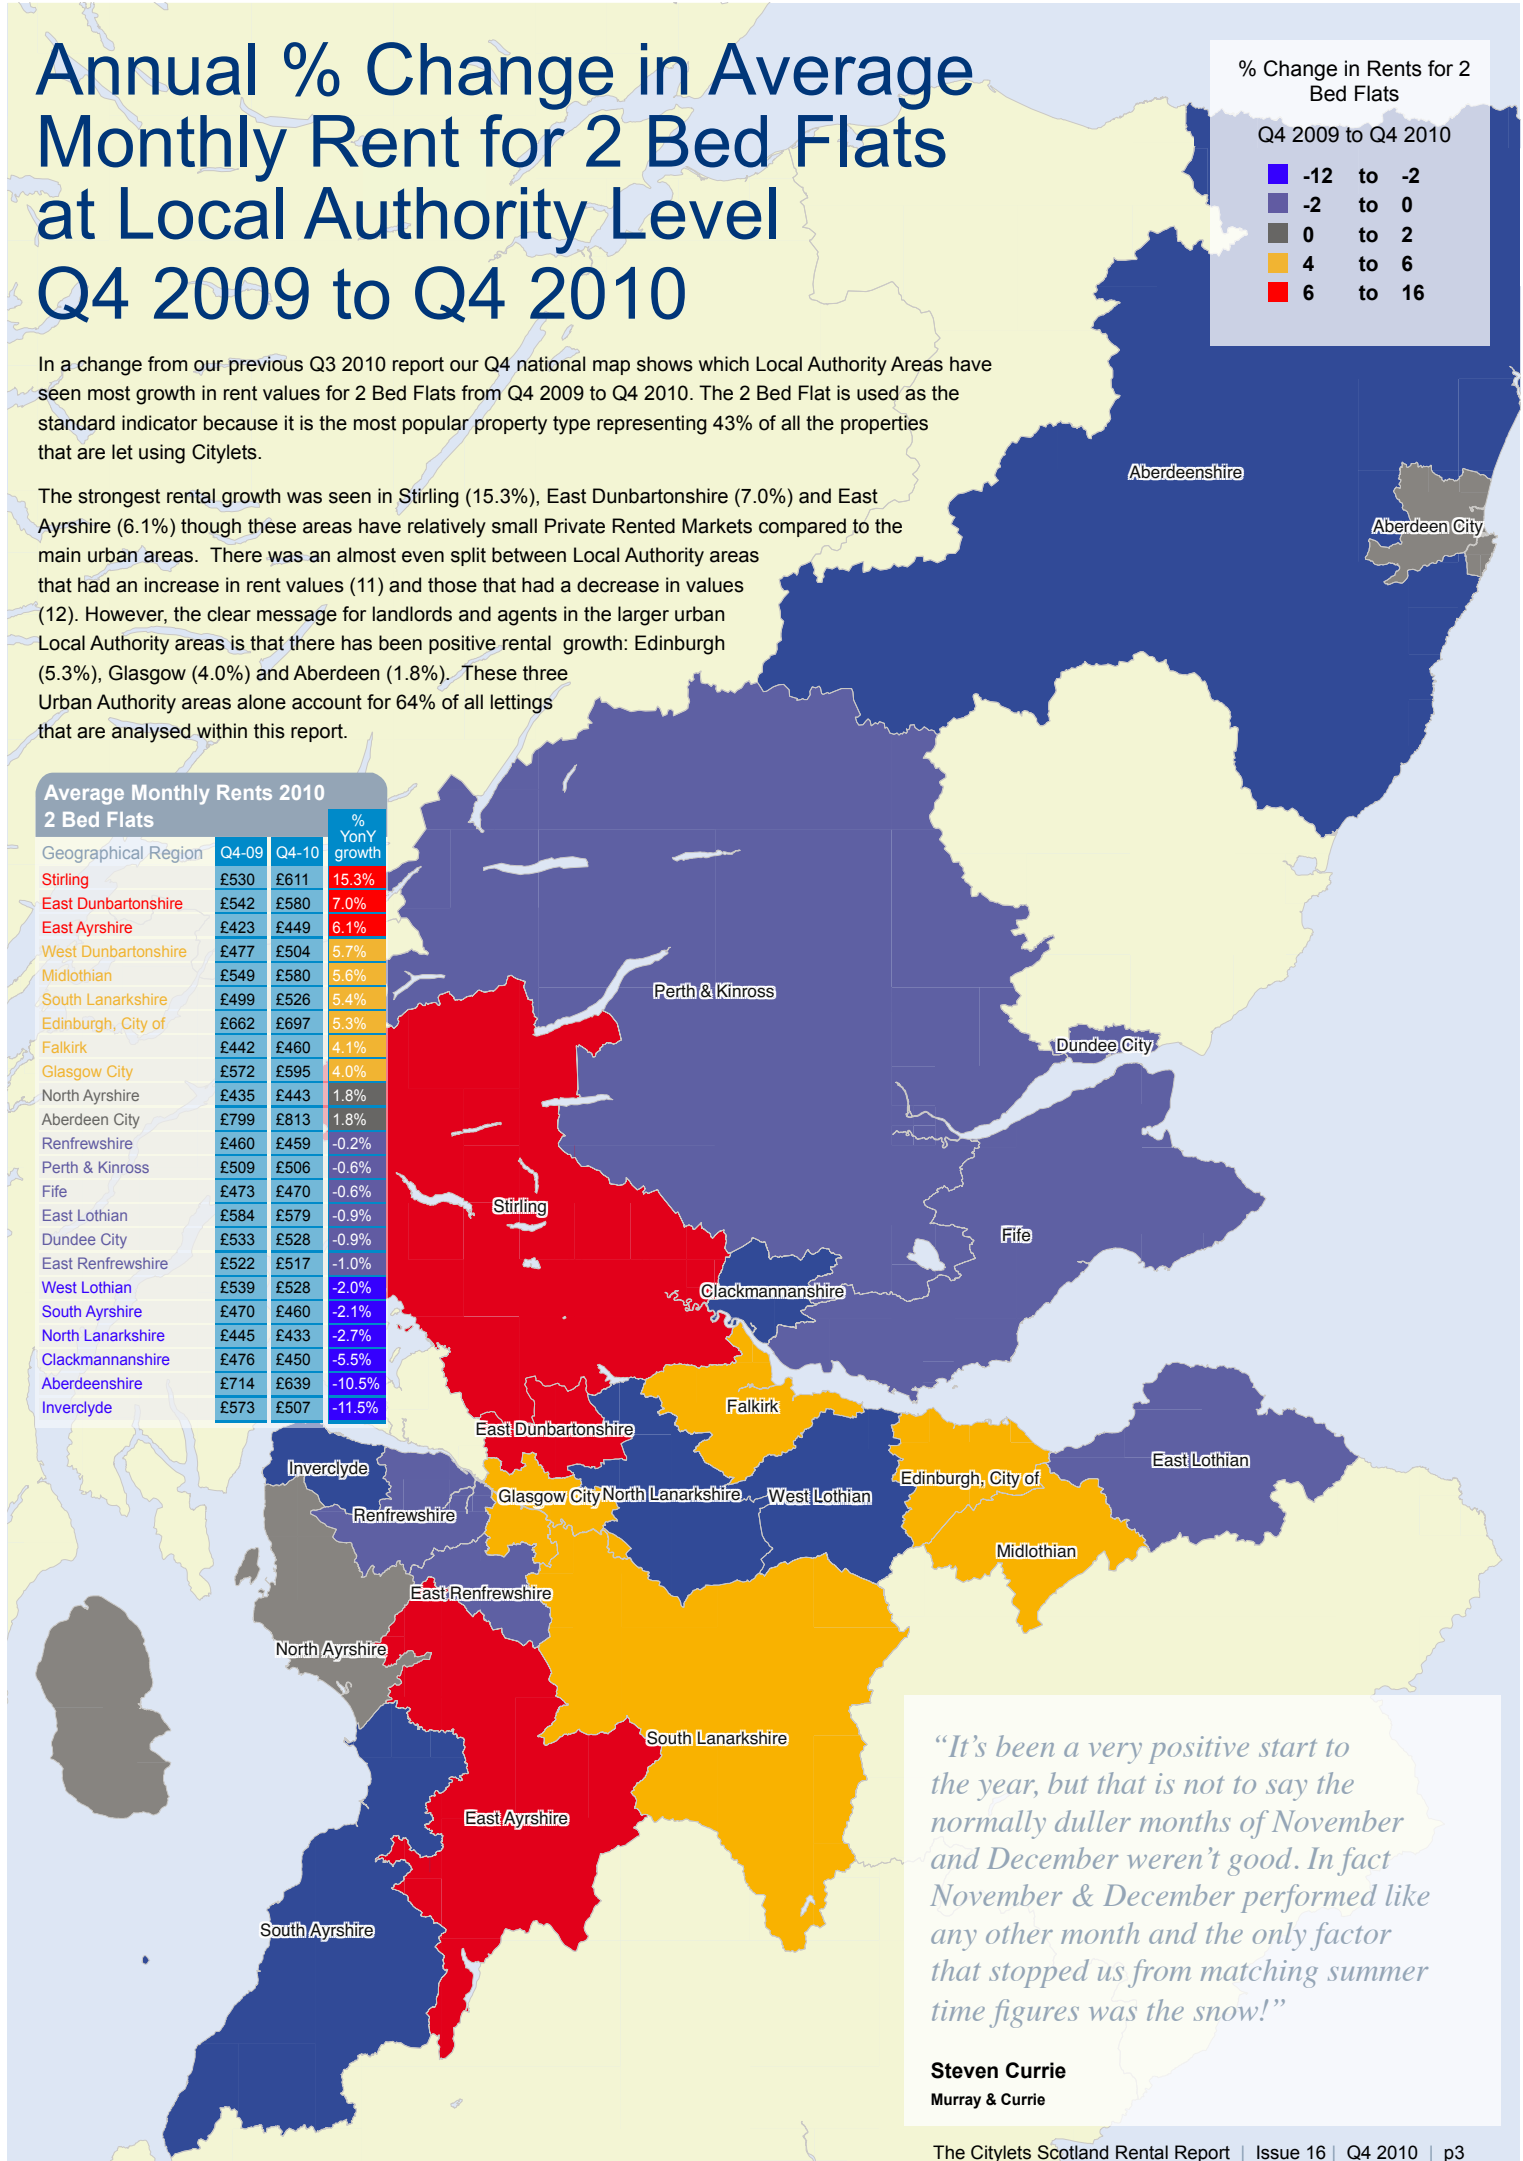 Annual % Change in Average
Monthly Rent for 2 Bed Flats
at Local Authority Level
Q4 2009 to Q4 2010
% Change in Rents for 2
Bed Flats
Q4 2009 to Q4 2010
-12 to -2
-2 to 0
0 to 2
4 to 6
6 to 16
In a change from our previous Q3 2010 report our Q4 national map shows which Local Authority Areas have
seen most growth in rent values for 2 Bed Flats from Q4 2009 to Q4 2010. The 2 Bed Flat is used as the
standard indicator because it is the most popular property type representing 43% of all the properties
that are let using Citylets.
The strongest rental growth was seen in Stirling (15.3%), East Dunbartonshire (7.0%) and East
Ayrshire (6.1%) though these areas have relatively small Private Rented Markets compared to the
main urban areas. There was an almost even split between Local Authority areas
that had an increase in rent values (11) and those that had a decrease in values
(12). However, the clear message for landlords and agents in the larger urban
Local Authority areas is that there has been positive rental growth: Edinburgh
(5.3%), Glasgow (4.0%) and Aberdeen (1.8%). These three
Urban Authority areas alone account for 64% of all lettings
that are analysed within this report.
Average Monthly Rents 2010
2 Bed Flats
Geographical Region Q4-09 Q4-10 % YonY growth
Stirling £530 £611 15.3%
East Dunbartonshire £542 £580 7.0%
East Ayrshire £423 £449 6.1%
West Dunbartonshire £477 £504 5.7%
Midlothian £549 £580 5.6%
South Lanarkshire £499 £526 5.4%
Edinburgh, City of £662 £697 5.3%
Falkirk £442 £460 4.1%
Glasgow City £572 £595 4.0%
North Ayrshire £435 £443 1.8%
Aberdeen City £799 £813 1.8%
Renfrewshire £460 £459 -0.2%
Perth & Kinross £509 £506 -0.6%
Fife £473 £470 -0.6%
East Lothian £584 £579 -0.9%
Dundee City £533 £528 -0.9%
East Renfrewshire £522 £517 -1.0%
West Lothian £539 £528 -2.0%
South Ayrshire £470 £460 -2.1%
North Lanarkshire £445 £433 -2.7%
Clackmannanshire £476 £450 -5.5%
Aberdeenshire £714 £639 -10.5%
Inverclyde £573 £507 -11.5%
Aberdeenshire
Aberdeen City
Perth & Kinross
Dundee City
Stirling
Fife
Clackmannanshire
Falkirk
East Dunbartonshire
East Lothian
Inverclyde
Edinburgh, City of
Glasgow City
North Lanarkshire
West Lothian
Renfrewshire
Midlothian
East Renfrewshire
North Ayrshire
South Lanarkshire
East Ayrshire
South Ayrshire
“It’s been a very positive start to
the year, but that is not to say the
normally duller months of November
and December weren’t good. In fact
November & December performed like
any other month and the only factor
that stopped us from matching summer
time figures was the snow!”
Steven Currie
Murray & Currie
The Citylets Scotland Rental Report | Issue 16 | Q4 2010 | p3